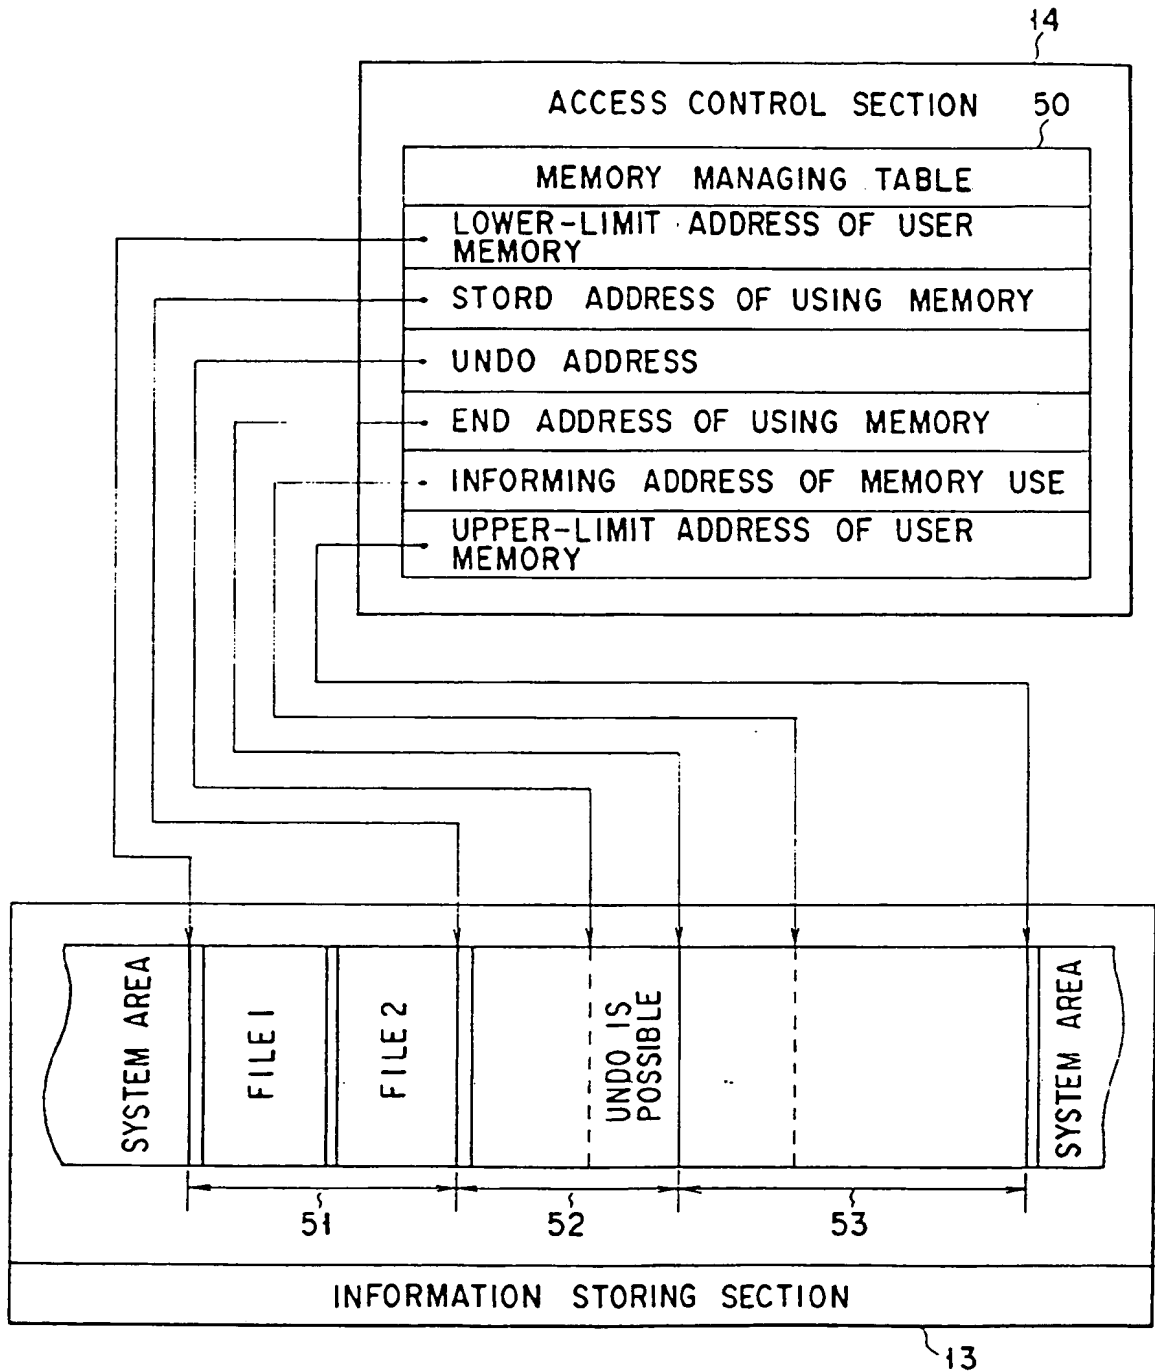 14
ACCESS CONTROL SECTION 50
MEMORY MANAGING TABLE
LOWER-LIMIT ADDRESS OF USER
MEMORY
STORD ADDRESS OF USING MEMORY
UNDO ADDRESS
END ADDRESS OF USING MEMORY
INFORMING ADDRESS OF MEMORY USE
UPPER-LIMIT ADDRESS OF USER
MEMORY
SYSTEM AREA
FILE 1
FILE 2
UNDO IS
POSSIBLE
SYSTEM AREA
51
52
53
INFORMATION STORING SECTION
13